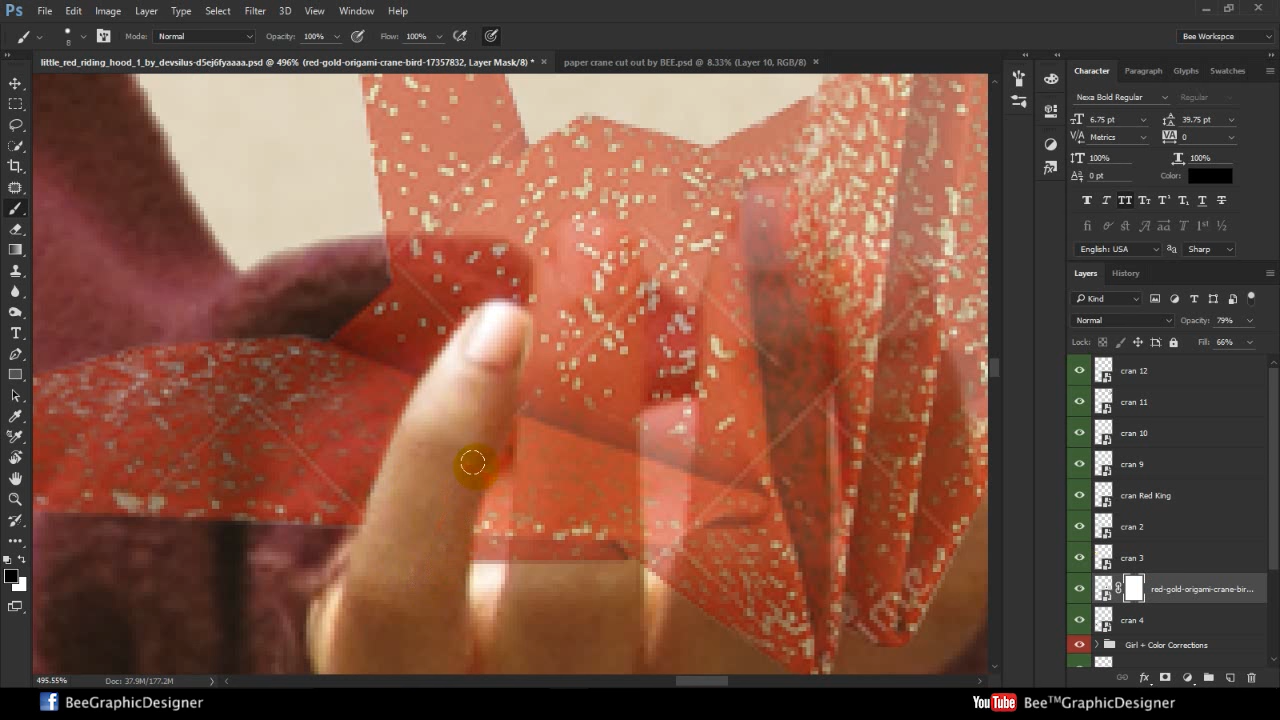 Ps File Edit Image Layer Type Select Filter 3D View Window Help
8 Mode: Normal Opacity: 100% Flow: 100% Bee Workspce
little_red_riding_hood_1_by_devsilus-d5ej6fyaaaa.psd @ 496% (red-gold-origami-crane-bird-17357832, Layer Mask/8) * × paper crane cut out by BEE.psd @ 8.33% (Layer 10, RGB/8) ×
Character Paragraph Glyphs Swatches
Nexa Bold Regular Regular
6.75 pt 39.75 pt
Metrics 0
100% 100%
0 pt Color:
English: USA Sharp
Layers History
Kind
Normal Opacity: 79%
Lock: Fill: 66%
cran 12
cran 11
cran 10
cran 9
cran Red King
cran 2
cran 3
red-gold-origami-crane-bir...
cran 4
Girl + Color Corrections
495.55% Doc: 37.9M/177.2M
BeeGraphicDesigner YouTube Bee™GraphicDesigner